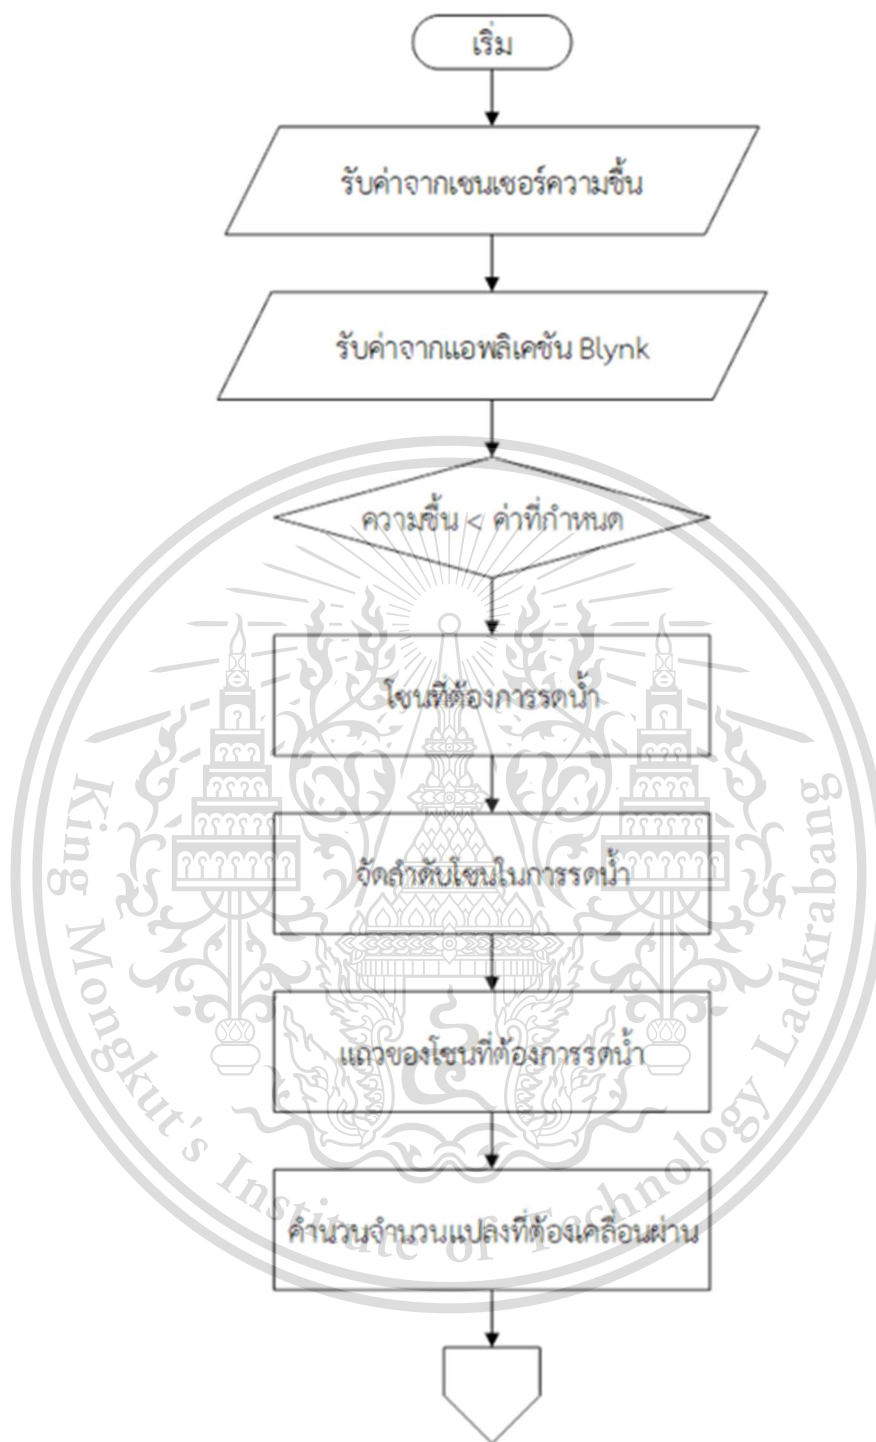 เริ่ม
รับค่าจากเซนเซอร์ความชื้น
รับค่าจากแอพลิเคชัน Blynk
ความชื้น < ค่าที่กำหนด
โซนที่ต้องการรดน้ำ
จัดลำดับโซนในการรดน้ำ
แถวของโซนที่ต้องการรดน้ำ
คำนวนจำนวนแปลงที่ต้องเคลื่อนผ่าน
King Mongkut's Institute of Technology Ladkrabang